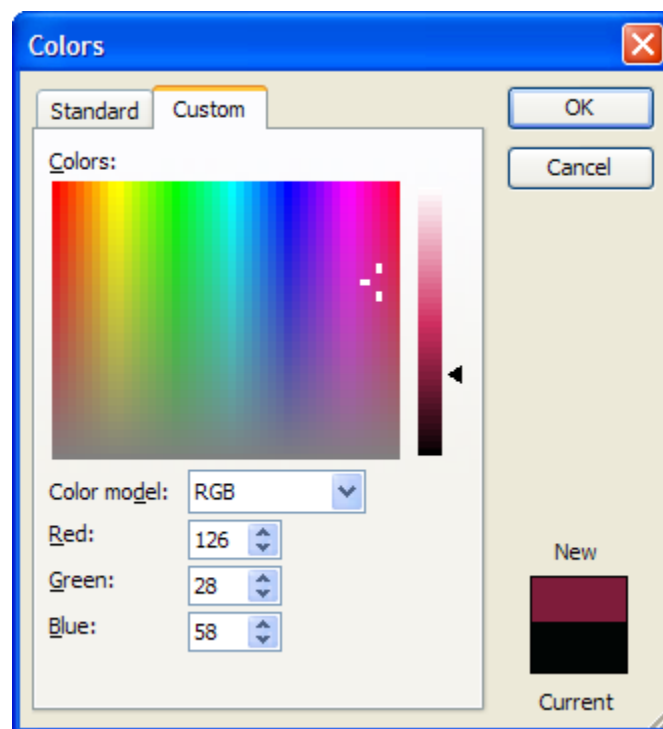 Colors
Standard Custom
OK
Colors:
Cancel
Color model: RGB
Red: 126
Green: 28
Blue: 58
New
Current